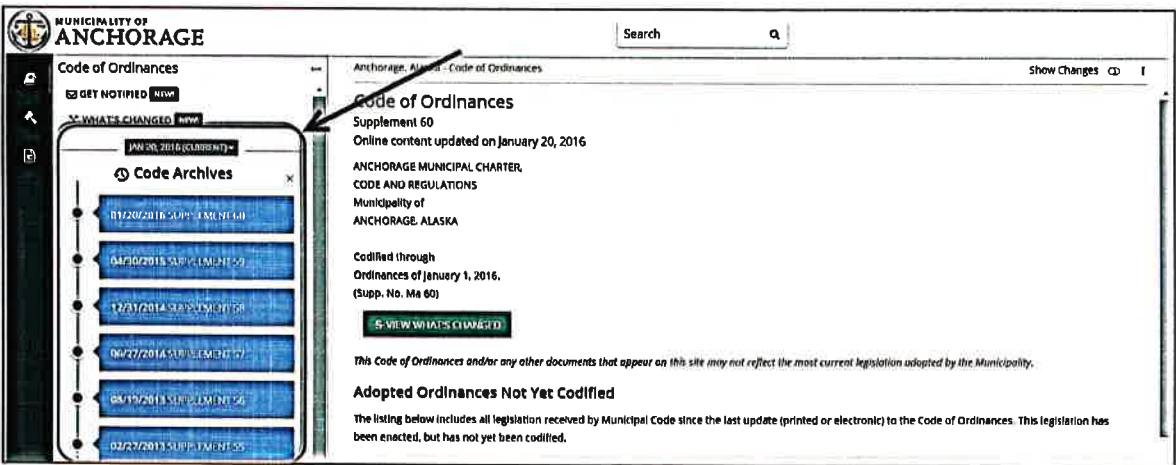 MUNICIPALITY OF
ANCHORAGE
Search
Code of Ordinances
GET NOTIFIED NEW!
WHAT'S CHANGED NEW!
JAN 20, 2016 (CURRENT)
Code Archives
×
01/20/2016 SUPPLEMENT 60
04/30/2015 SUPPLEMENT 59
12/31/2014 SUPPLEMENT 58
06/27/2014 SUPPLEMENT 57
08/19/2013 SUPPLEMENT 56
02/27/2013 SUPPLEMENT 55
Anchorage, Alaska - Code of Ordinances
Show Changes
Code of Ordinances
Supplement 60
Online content updated on January 20, 2016
ANCHORAGE MUNICIPAL CHARTER,
CODE AND REGULATIONS
Municipality of
ANCHORAGE, ALASKA
Codified through
Ordinances of January 1, 2016.
(Supp. No. Ma 60)
VIEW WHAT'S CHANGED
This Code of Ordinances and/or any other documents that appear on this site may not reflect the most current legislation adopted by the Municipality.
Adopted Ordinances Not Yet Codified
The listing below includes all legislation received by Municipal Code since the last update (printed or electronic) to the Code of Ordinances. This legislation has
been enacted, but has not yet been codified.